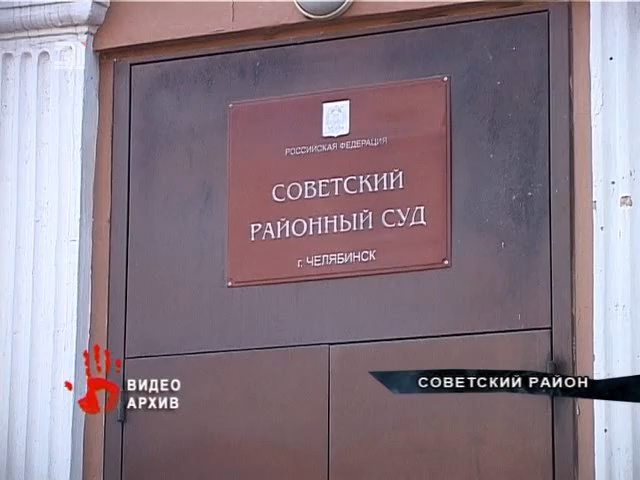 РОССИЙСКАЯ ФЕДЕРАЦИЯ
СОВЕТСКИЙ
РАЙОННЫЙ СУД
г. ЧЕЛЯБИНСК
СОВЕТСКИЙ РАЙОН
ВИДЕО
АРХИВ